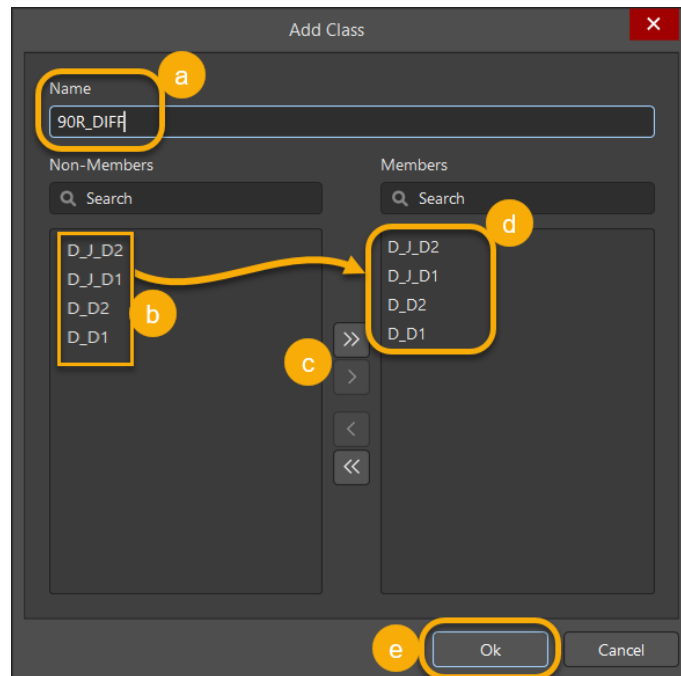 Add Class
a
Name
90R_DIFF
Non-Members
Members
Search
Search
d
D_J_D2
D_J_D1
D_D2
D_D1
b
D_J_D2
D_J_D1
D_D2
D_D1
c
e
Ok
Cancel